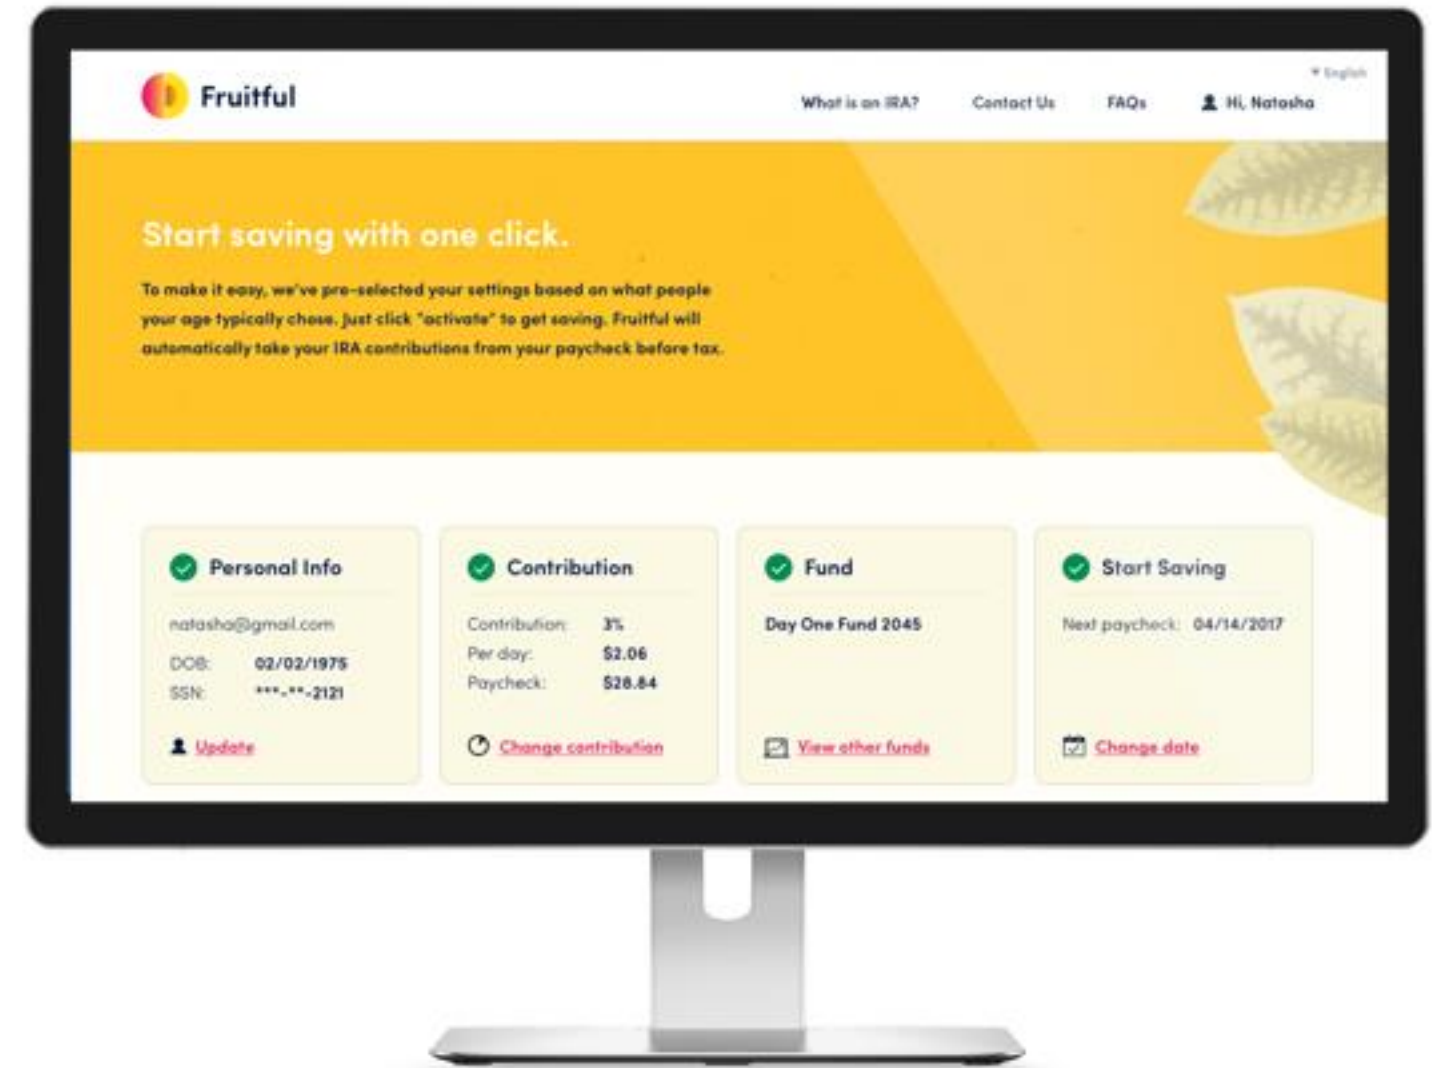 English
Fruitful
What is an IRA?
Contact Us
FAQs
Hi, Natasha
Start saving with one click.
To make it easy, we've pre-selected your settings based on what people
your age typically chose. Just click "activate" to get saving. Fruitful will
automatically take your IRA contributions from your paycheck before tax.
Personal Info
natasha@gmail.com
DOB: 02/02/1975
SSN: ***-**-2121
Update
Contribution
Contribution: 3%
Per day: $2.06
Paycheck: $28.84
Change contribution
Fund
Day One Fund 2045
View other funds
Start Saving
Next paycheck: 04/14/2017
Change date